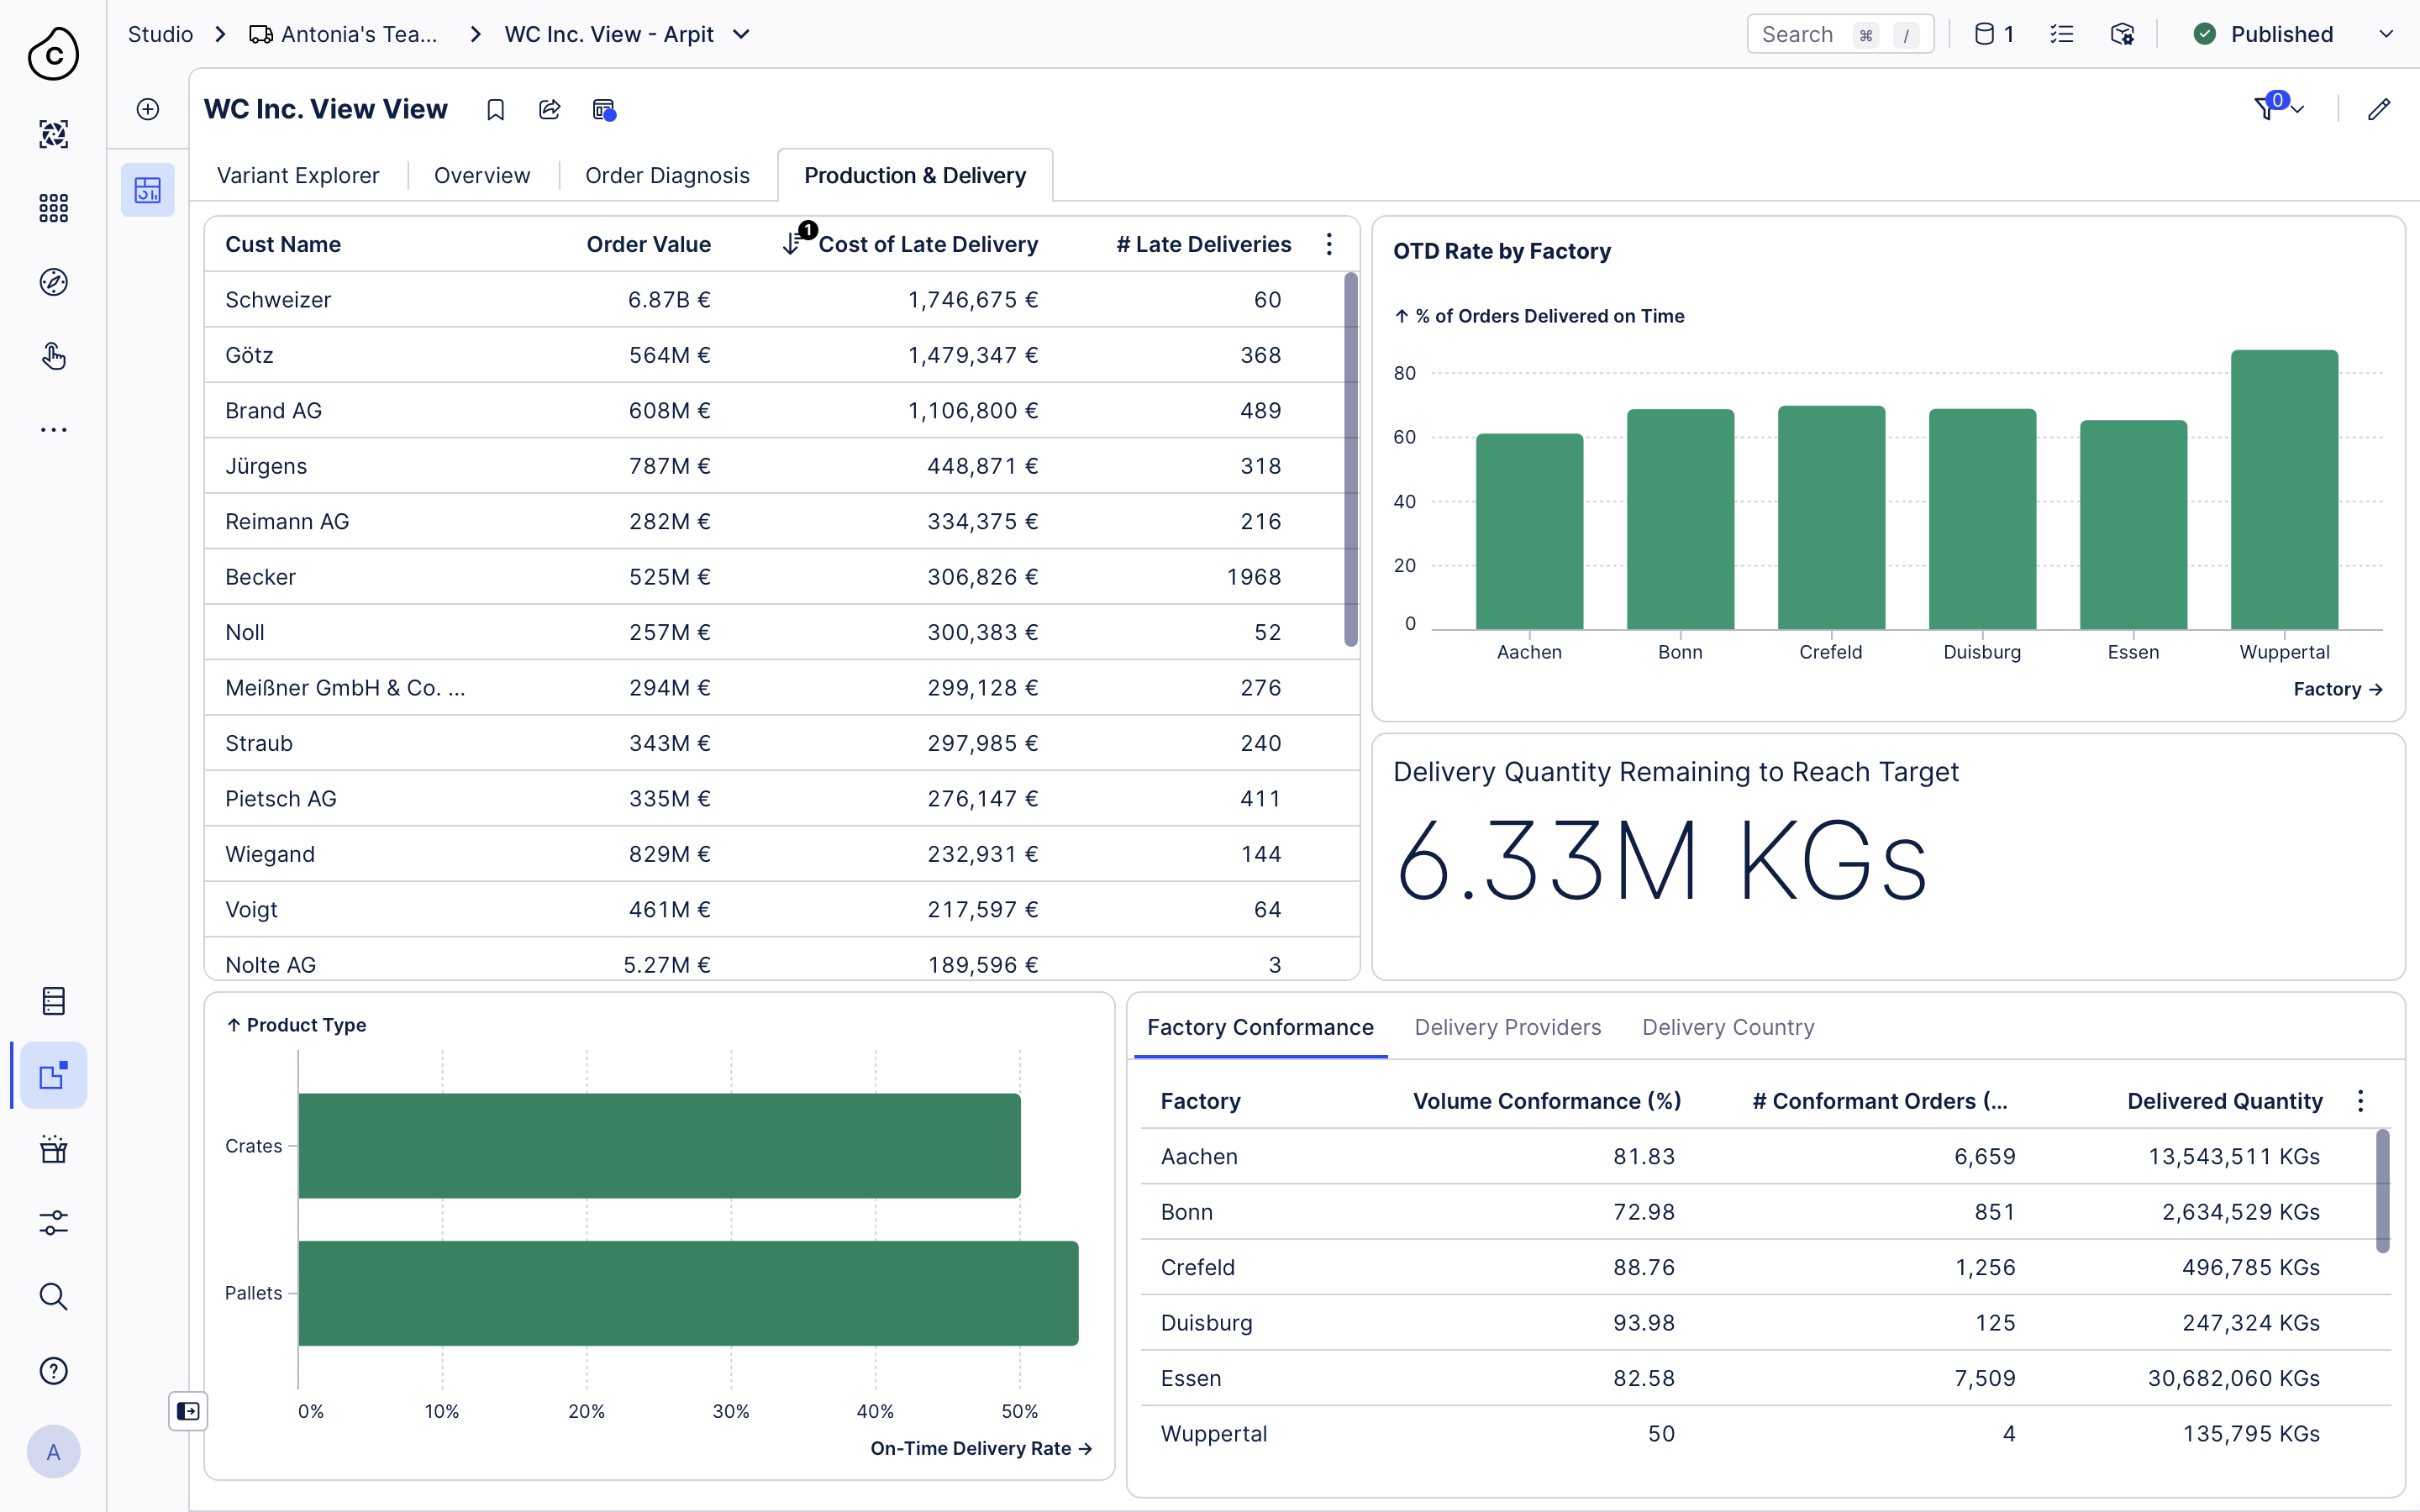 C
Studio
Antonia's Tea...
WC Inc. View - Arpit
Search ⌘ /
1
Published
WC Inc. View View
0
Variant Explorer
Overview
Order Diagnosis
Production & Delivery
Cust Name Order Value 1 Cost of Late Delivery # Late Deliveries
Schweizer 6.87B € 1,746,675 € 60
Götz 564M € 1,479,347 € 368
Brand AG 608M € 1,106,800 € 489
Jürgens 787M € 448,871 € 318
Reimann AG 282M € 334,375 € 216
Becker 525M € 306,826 € 1968
Noll 257M € 300,383 € 52
Meißner GmbH & Co. ... 294M € 299,128 € 276
Straub 343M € 297,985 € 240
Pietsch AG 335M € 276,147 € 411
Wiegand 829M € 232,931 € 144
Voigt 461M € 217,597 € 64
Nolte AG 5.27M € 189,596 € 3
OTD Rate by Factory
↑ % of Orders Delivered on Time
80
60
40
20
0
Aachen Bonn Crefeld Duisburg Essen Wuppertal
Factory →
Delivery Quantity Remaining to Reach Target
6.33M KGs
↑ Product Type
Crates
Pallets
0% 10% 20% 30% 40% 50%
On-Time Delivery Rate →
Factory Conformance Delivery Providers Delivery Country
Factory Volume Conformance (%) # Conformant Orders (... Delivered Quantity
Aachen 81.83 6,659 13,543,511 KGs
Bonn 72.98 851 2,634,529 KGs
Crefeld 88.76 1,256 496,785 KGs
Duisburg 93.98 125 247,324 KGs
Essen 82.58 7,509 30,682,060 KGs
Wuppertal 50 4 135,795 KGs
A